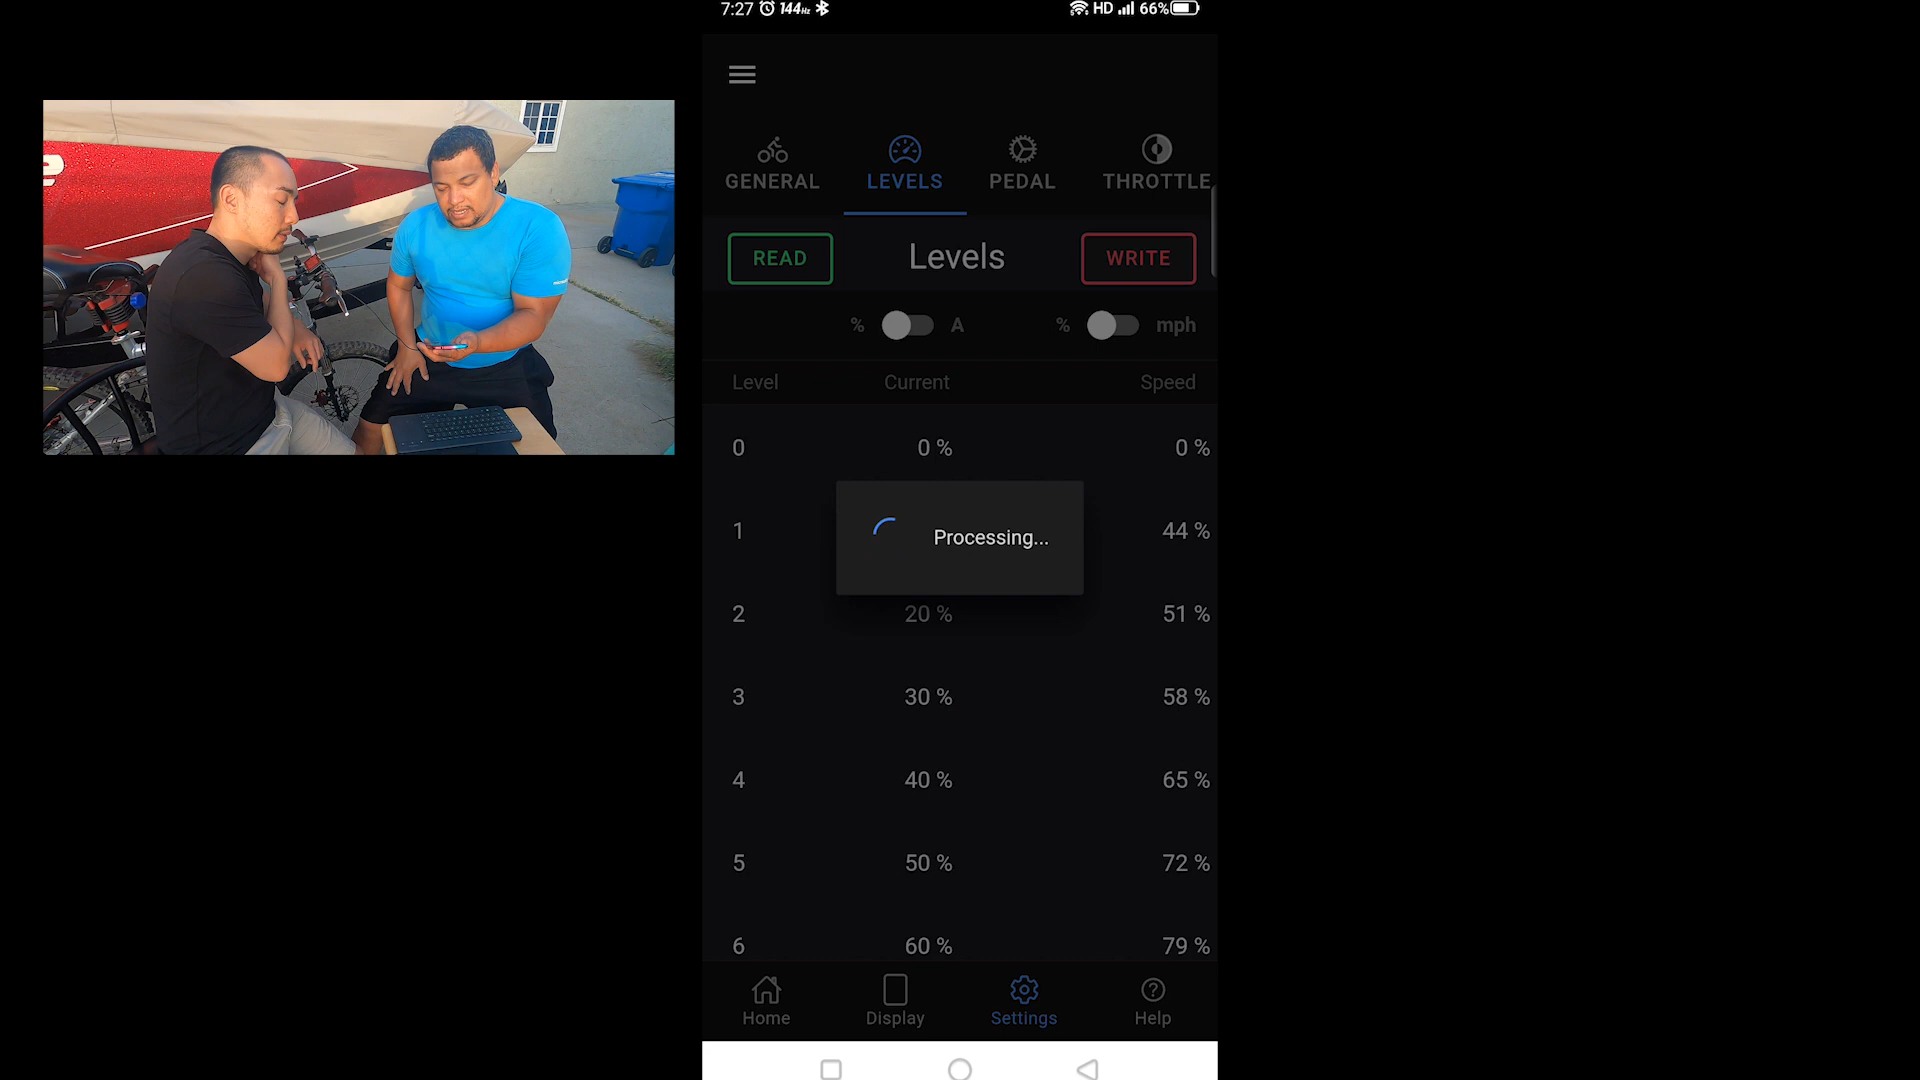 7:27 144Hz HD 66%
GENERAL LEVELS PEDAL THROTTLE
READ Levels WRITE
% A % mph
Level Current Speed
0 0 % 0 %
1 44 %
Processing...
2 20 % 51 %
3 30 % 58 %
4 40 % 65 %
5 50 % 72 %
6 60 % 79 %
Home Display Settings Help